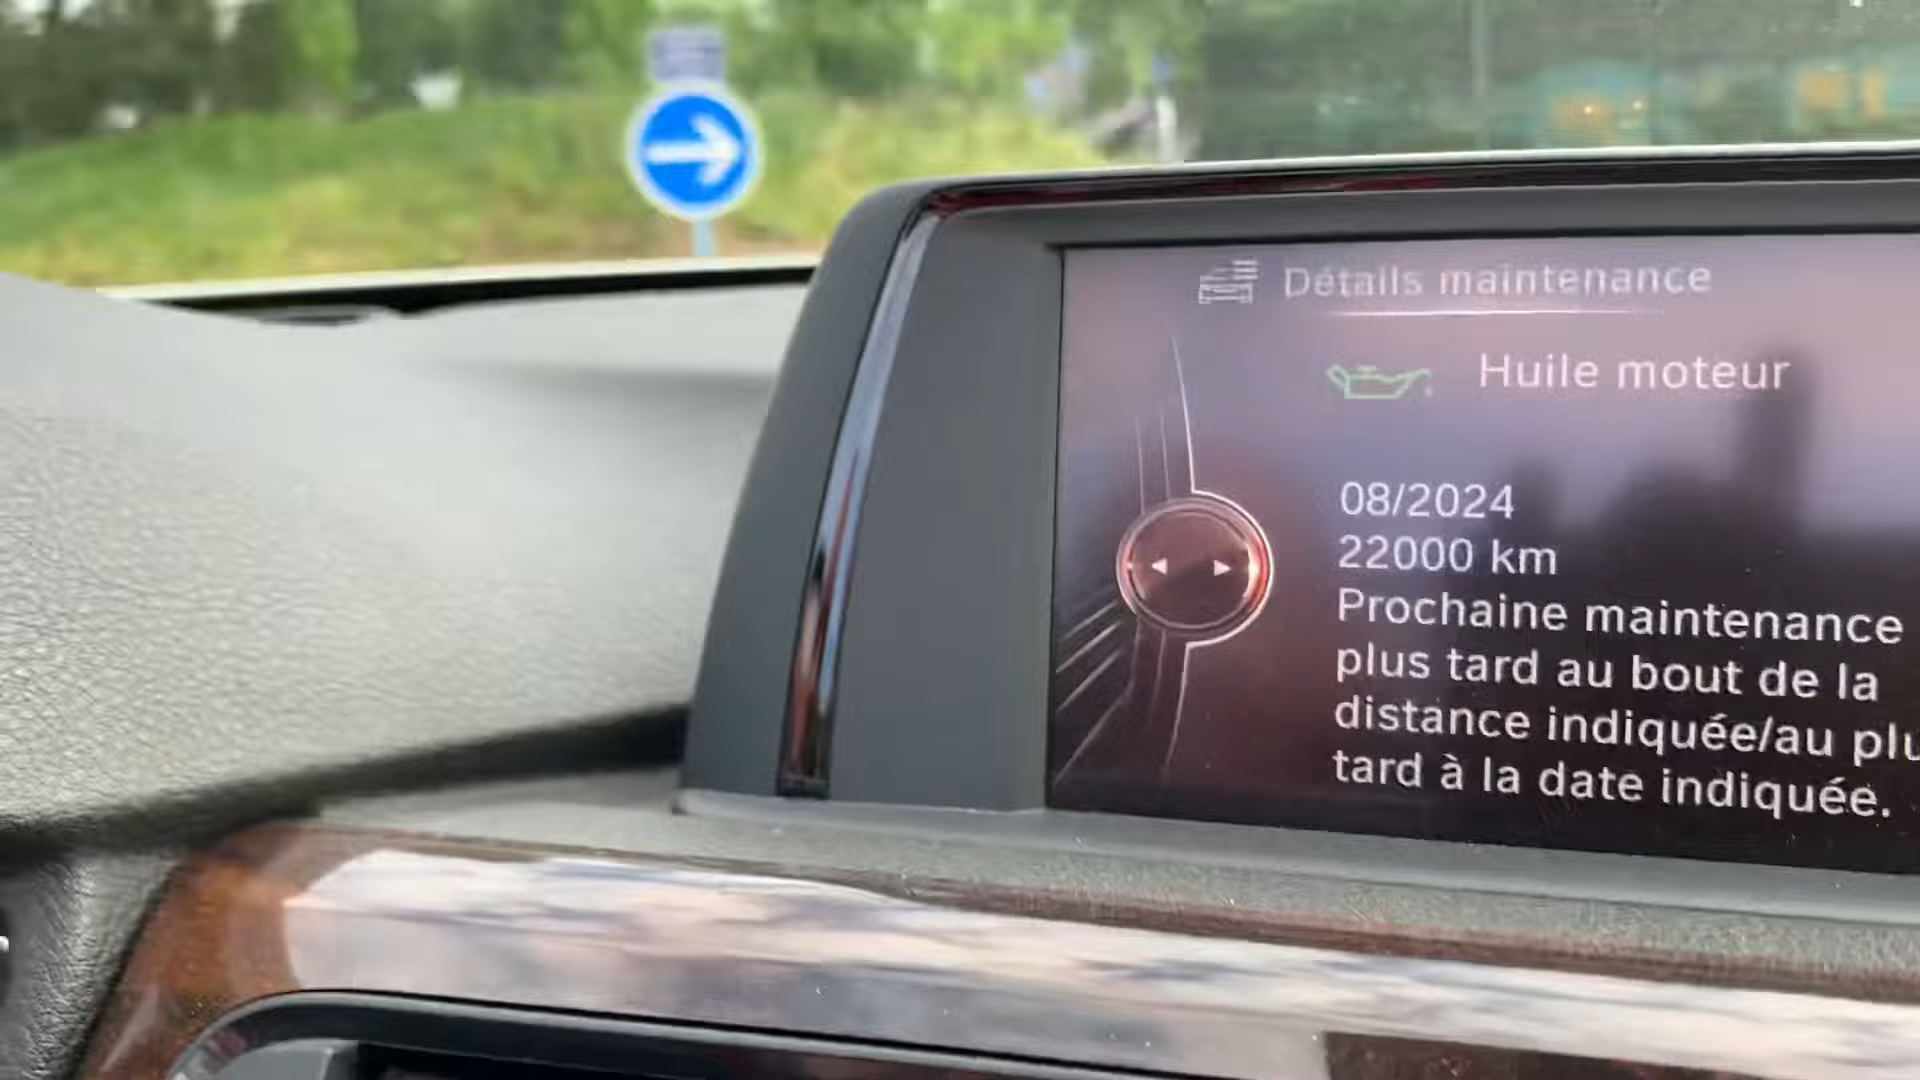 Détails maintenance
Huile moteur
08/2024
22000 km
Prochaine maintenance
plus tard au bout de la
distance indiquée/au plu
tard à la date indiquée.